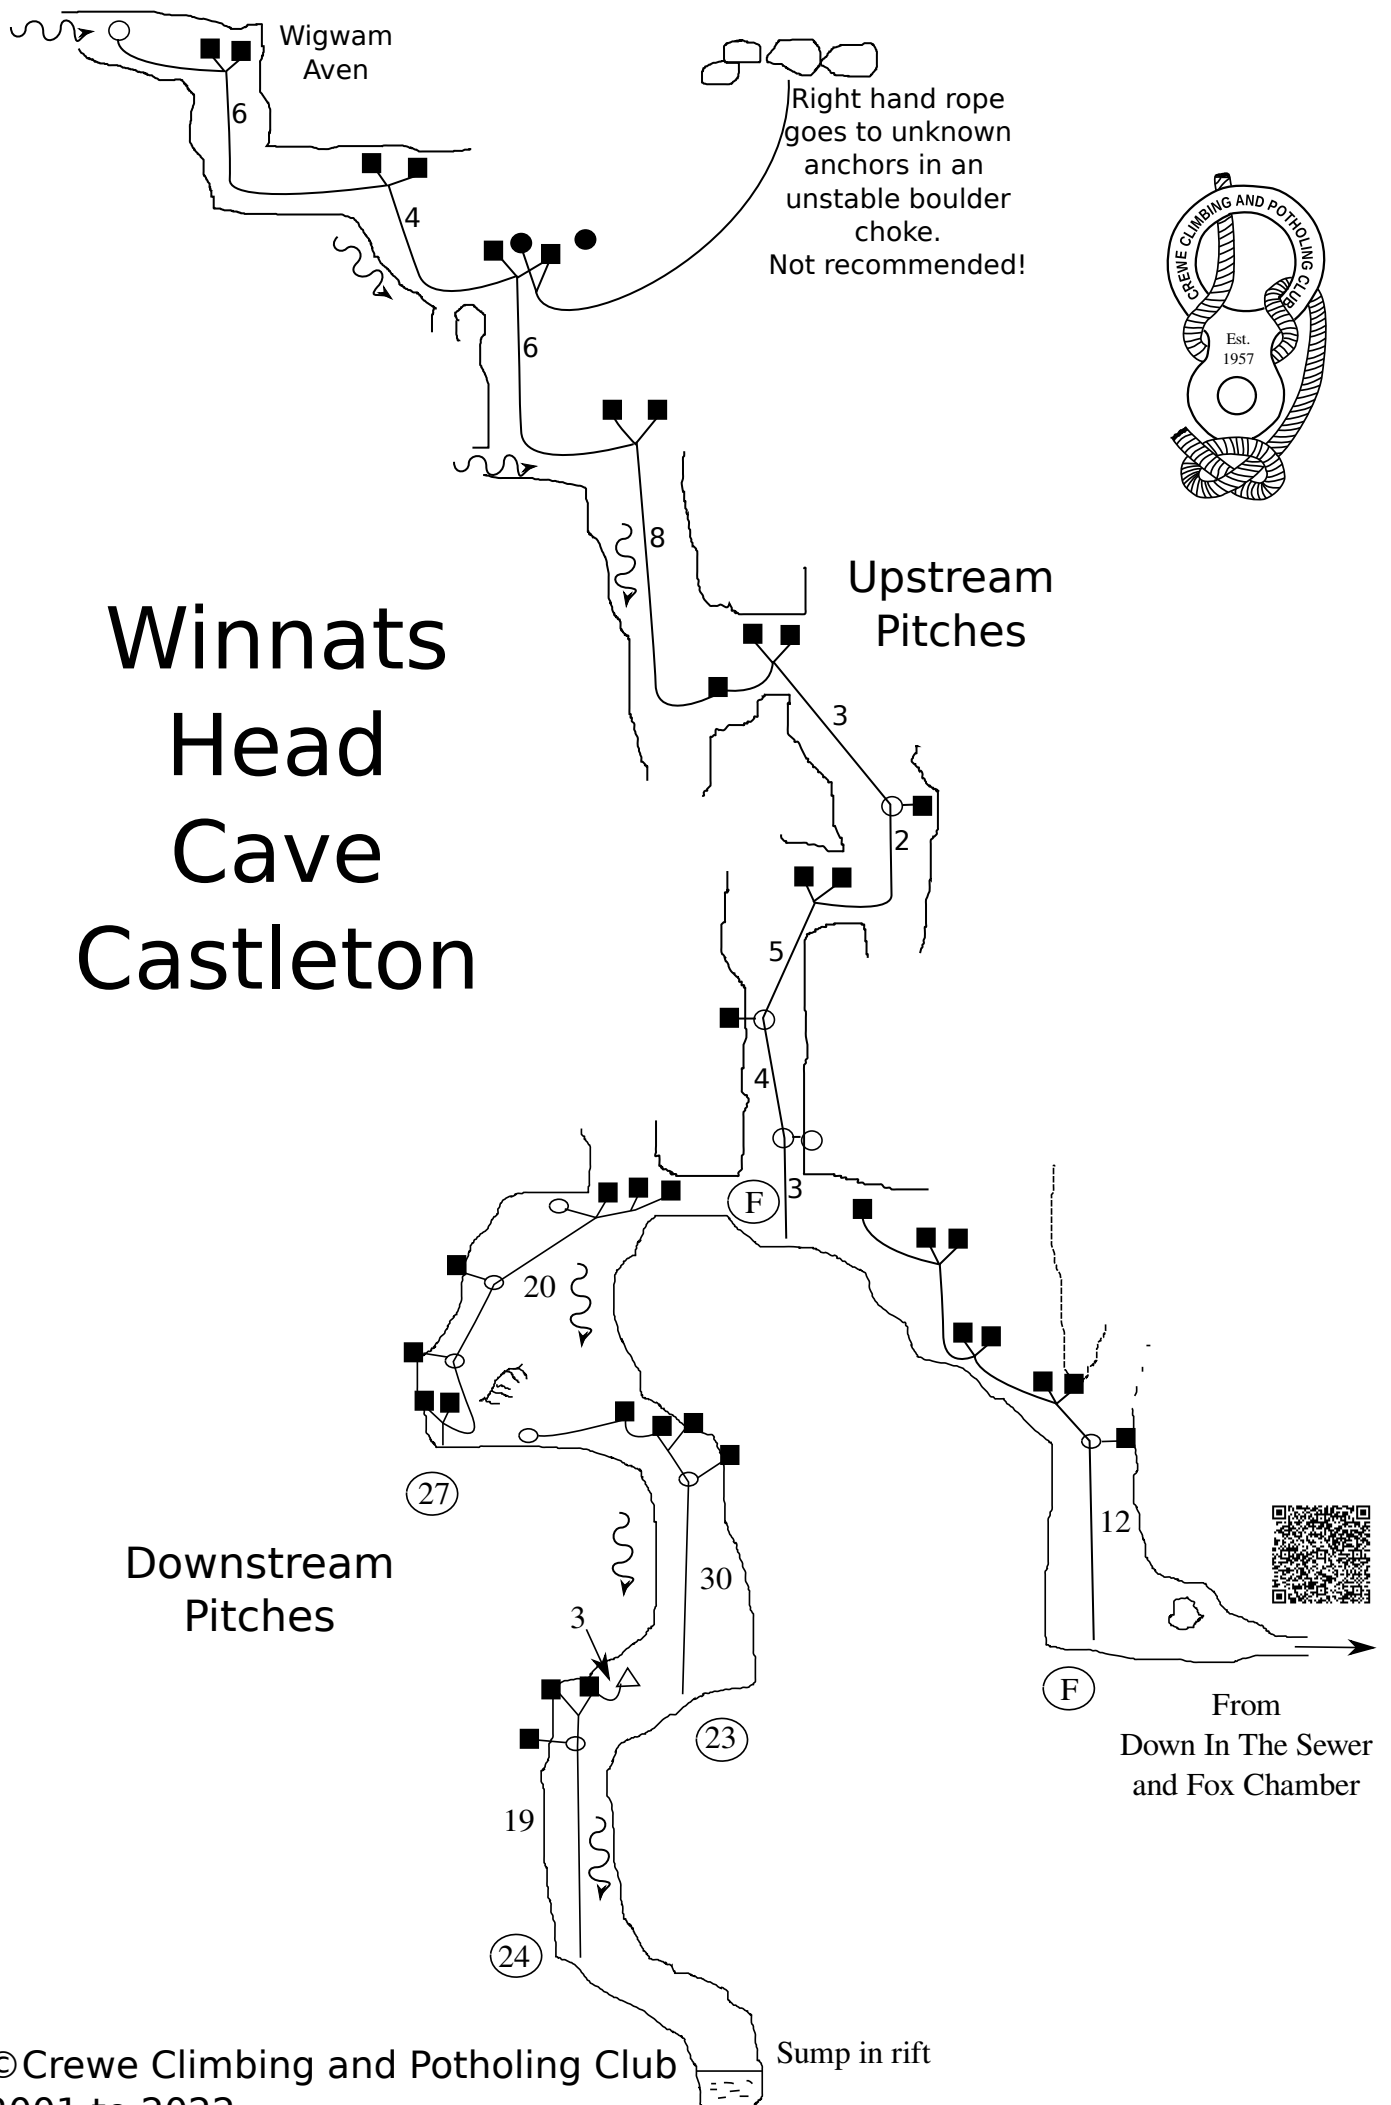 Wigwam
Aven
6
Right hand rope
goes to unknown
anchors in an
unstable boulder
choke.
Not recommended!
4
CREWE CLIMBING AND POTHOLING CLUB
Est.
1957
6
8
Upstream
Pitches
Winnats
Head
Cave
Castleton
3
2
5
4
3
F
20
27
12
30
Downstream
Pitches
3
F
23
From
Down In The Sewer
and Fox Chamber
19
24
Sump in rift
©Crewe Climbing and Potholing Club